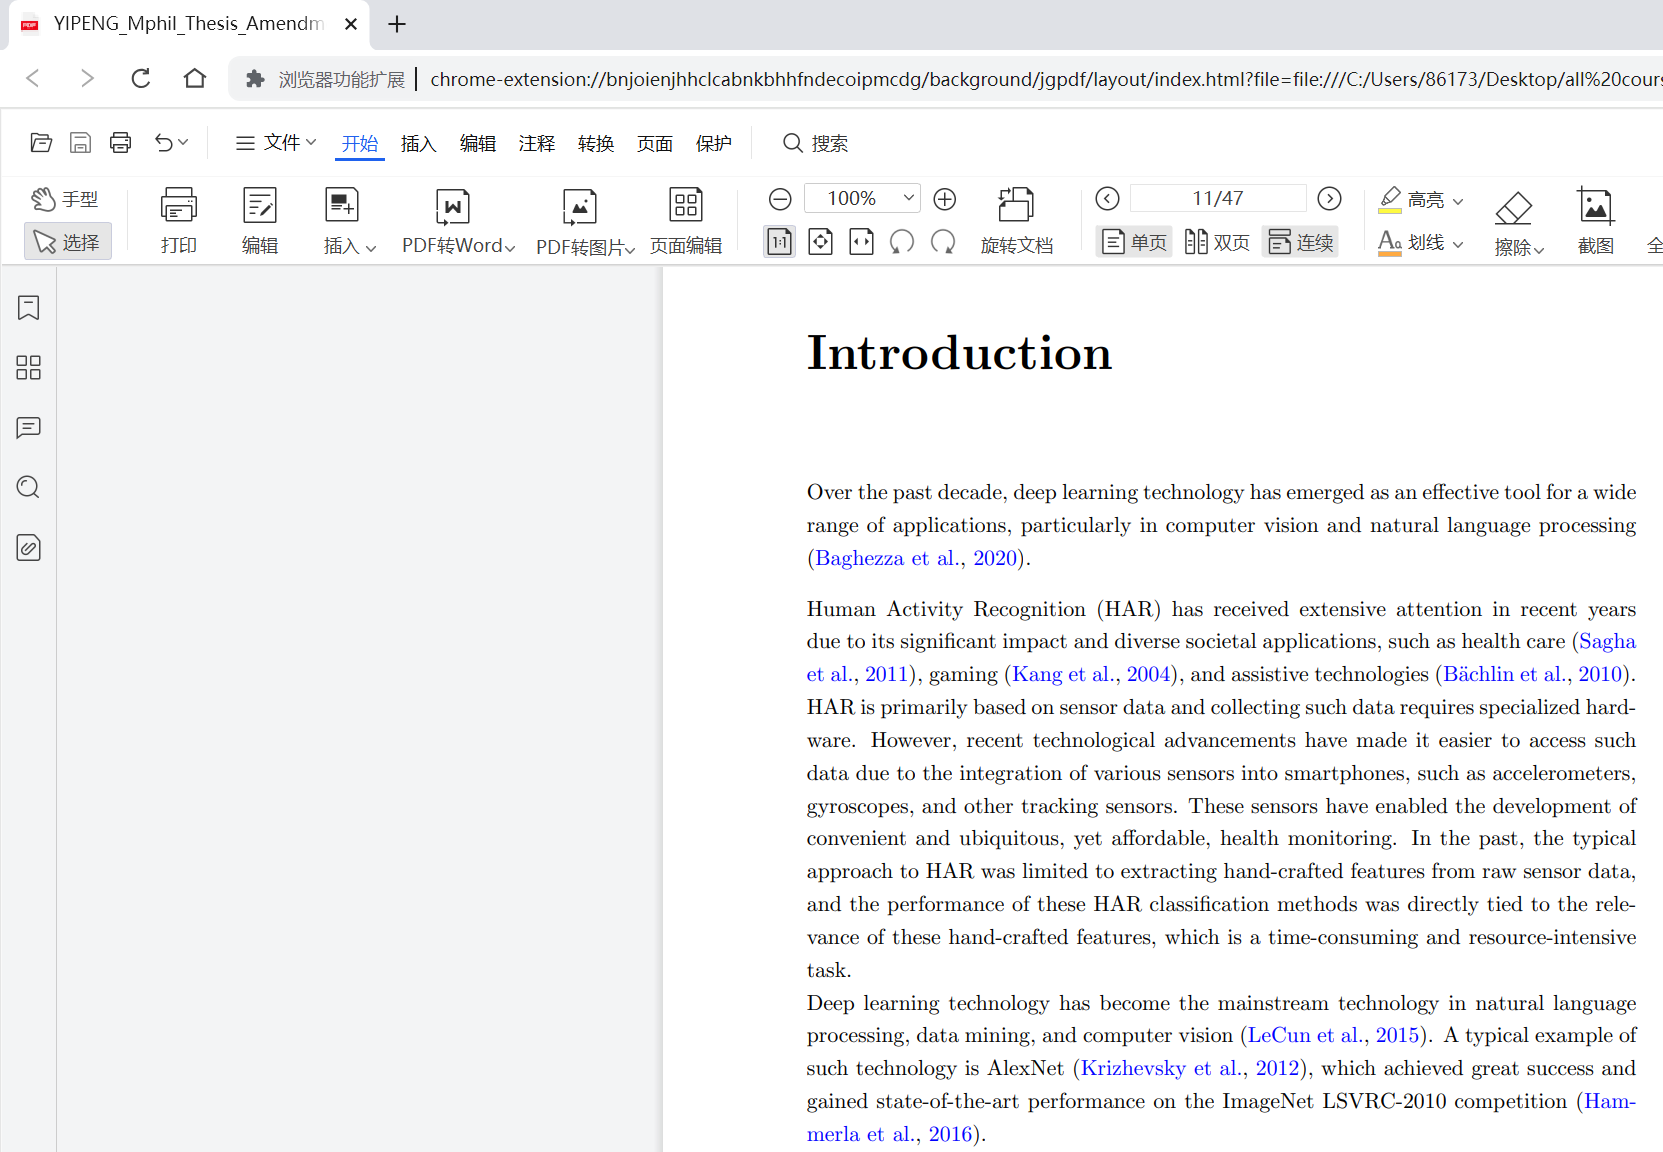 YIPENG_Mphil_Thesis_Amendm
浏览器功能扩展 chrome-extension://bnjoienjhhclcabnkbhhfndecoipmcdg/background/jgpdf/layout/index.html?file=file:///C:/Users/86173/Desktop/all%20cours
文件 开始 插入 编辑 注释 转换 页面 保护 搜索
手型 100% 11/47 高亮
选择 打印 编辑 插入 PDF转Word PDF转图片 页面编辑 1:1 旋转文档 单页 双页 连续 划线 擦除 截图 全
Introduction
Over the past decade, deep learning technology has emerged as an effective tool for a wide
range of applications, particularly in computer vision and natural language processing
(Baghezza et al., 2020).
Human Activity Recognition (HAR) has received extensive attention in recent years
due to its significant impact and diverse societal applications, such as health care (Sagha
et al., 2011), gaming (Kang et al., 2004), and assistive technologies (Bächlin et al., 2010).
HAR is primarily based on sensor data and collecting such data requires specialized hard-
ware. However, recent technological advancements have made it easier to access such
data due to the integration of various sensors into smartphones, such as accelerometers,
gyroscopes, and other tracking sensors. These sensors have enabled the development of
convenient and ubiquitous, yet affordable, health monitoring. In the past, the typical
approach to HAR was limited to extracting hand-crafted features from raw sensor data,
and the performance of these HAR classification methods was directly tied to the rele-
vance of these hand-crafted features, which is a time-consuming and resource-intensive
task.
Deep learning technology has become the mainstream technology in natural language
processing, data mining, and computer vision (LeCun et al., 2015). A typical example of
such technology is AlexNet (Krizhevsky et al., 2012), which achieved great success and
gained state-of-the-art performance on the ImageNet LSVRC-2010 competition (Ham-
merla et al., 2016).